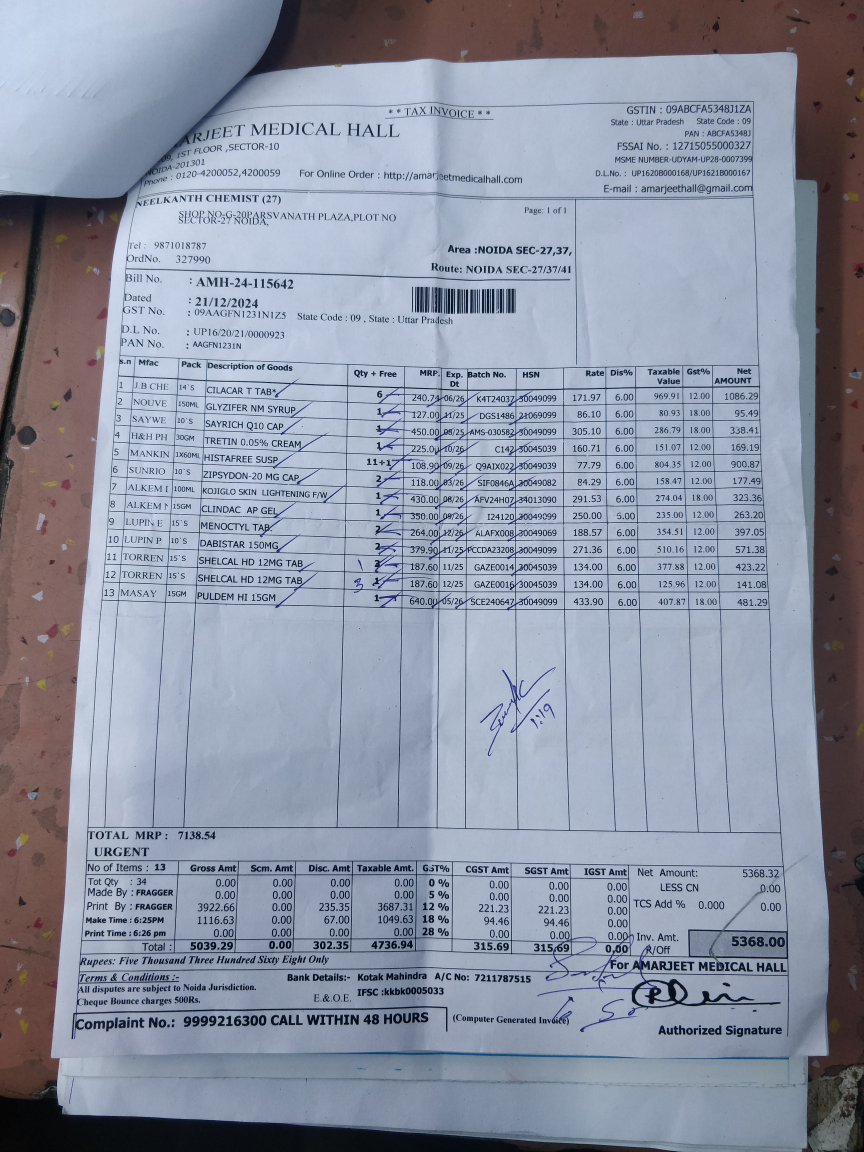 * * TAX INVOICE * *
ARJEET MEDICAL HALL
1ST FLOOR ,SECTOR-10
NOIDA-201301
Phone : 0120-4200052,4200059 For Online Order : http://amarjeetmedicalhall.com
GSTIN : 09ABCFA5348J1ZA
State : Uttar Pradesh State Code : 09
PAN : ABCFA5348J
FSSAI No. : 12715055000327
MSME NUMBER-UDYAM-UP28-0007399
D.L.No. : UP1620B000168/UP1621B000167
E-mail : amarjeethall@gmail.com
NEELKANTH CHEMIST (27)
SHOP NO:G-20PARSVANATH PLAZA,PLOT NO
SECTOR-27 NOIDA,
Page: 1 of 1
Tel : 9871018787
OrdNo. 327990
Area :NOIDA SEC-27,37,
Route: NOIDA SEC-27/37/41
Bill No. : AMH-24-115642
Dated : 21/12/2024
GST No. : 09AAGFN1231N1Z5 State Code : 09 , State : Uttar Pradesh
D.L No. : UP16/20/21/0000923
PAN No. : AAGFN1231N
s.n Mfac Pack Description of Goods Qty + Free MRP. Exp. Dt Batch No. HSN Rate Dis% Taxable Value Gst% Net AMOUNT
1 J.B CHE 14`S CILACAR T TAB* 6 240.74 06/26 K4T24037 30049099 171.97 6.00 969.91 12.00 1086.29
2 NOUVE 150ML GLYZIFER NM SYRUP 1 127.00 11/25 DGS1486 21069099 86.10 6.00 80.93 18.00 95.49
3 SAYWE 10`S SAYRICH Q10 CAP 1 450.00 08/25 AMS-030582 30049099 305.10 6.00 286.79 18.00 338.41
4 H&H PH 30GM TRETIN 0.05% CREAM 1 225.00 10/26 C142 30045039 160.71 6.00 151.07 12.00 169.19
5 MANKIN 1X60ML HISTAFREE SUSP 11+1 108.90 09/26 Q9AIX022 30049039 77.79 6.00 804.35 12.00 900.87
6 SUNRIO 10`S ZIPSYDON-20 MG CAP 2 118.00 03/26 SIF0846A 30049082 84.29 6.00 158.47 12.00 177.49
7 ALKEM I 100ML KOJIGLO SKIN LIGHTENING F/W 1 430.00 08/26 AFV24H07 34013090 291.53 6.00 274.04 18.00 323.36
8 ALKEM 15GM CLINDAC AP GEL 1 350.00 09/26 I24120 30049099 250.00 6.00 235.00 12.00 263.20
9 LUPIN E 15`S MENOCTYL TAB 2 264.00 12/26 ALAFX008 30049069 188.57 6.00 354.51 12.00 397.05
10 LUPIN P 10`S DABISTAR 150MG 2 379.90 11/25 PCCDA23208 30049099 271.36 6.00 510.16 12.00 571.38
11 TORREN 15`S SHELCAL HD 12MG TAB 1 187.60 11/25 GAZE0014 30045039 134.00 6.00 377.88 12.00 423.22
12 TORREN 15`S SHELCAL HD 12MG TAB 3 187.60 12/25 GAZE0016 30045039 134.00 6.00 125.96 12.00 141.08
13 MASAY 15GM PULDEM HI 15GM 1 640.00 05/26 SCE240647 30049099 433.90 6.00 407.87 18.00 481.29
TOTAL MRP : 7138.54
URGENT
No of Items : 13 Gross Amt Scm. Amt Disc. Amt Taxable Amt. GST% CGST Amt SGST Amt IGST Amt Net Amount: 5368.32
Tot Qty : 34 0.00 0.00 0.00 0.00 0 % 0.00 0.00 0.00 LESS CN 0.00
Made By : FRAGGER 0.00 0.00 0.00 0.00 5 % 0.00 0.00 0.00 TCS Add % 0.000 0.00
Print By : FRAGGER 3922.66 0.00 235.35 3687.31 12 % 221.23 221.23 0.00
Make Time : 6:25PM 1116.63 0.00 67.00 1049.63 18 % 94.46 94.46 0.00
Print Time : 6:26 pm 0.00 0.00 0.00 0.00 28 % 0.00 0.00 0.00 Inv. Amt. 5368.00
Total : 5039.29 0.00 302.35 4736.94 315.69 315.69 0.00 R/Off
Rupees: Five Thousand Three Hundred Sixty Eight Only
For AMARJEET MEDICAL HALL
Terms & Conditions :- Bank Details:- Kotak Mahindra A/C No: 7211787515
All disputes are subject to Noida Jurisdiction. IFSC :kkbk0005033
Cheque Bounce charges 500Rs. E.&.O.E.
Complaint No.: 9999216300 CALL WITHIN 48 HOURS (Computer Generated Invoice)
Authorized Signature